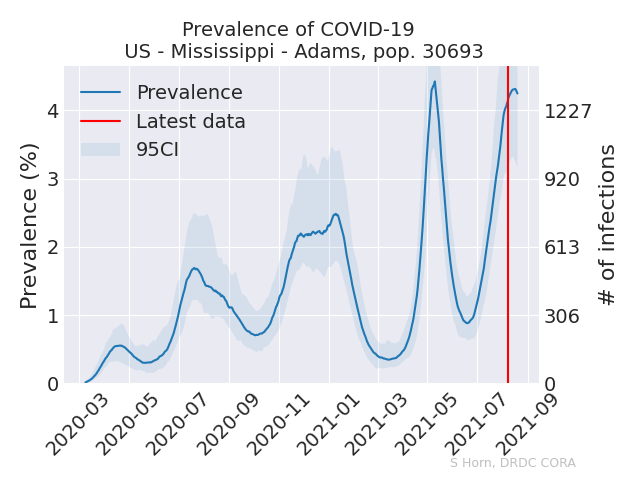 Prevalence of COVID-19
US - Mississippi - Adams, pop. 30693
Prevalence
Latest data
95CI
Prevalence (%)
4
3
2
1
0
1227
920
613
306
0
# of infections
2020-03
2020-05
2020-07
2020-09
2020-11
2021-01
2021-03
2021-05
2021-07
2021-09
S Horn, DRDC CORA